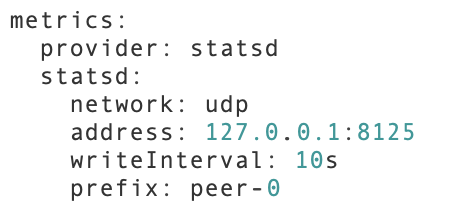 metrics:
  provider: statsd
  statsd:
    network: udp
    address: 127.0.0.1:8125
    writeInterval: 10s
    prefix: peer-0